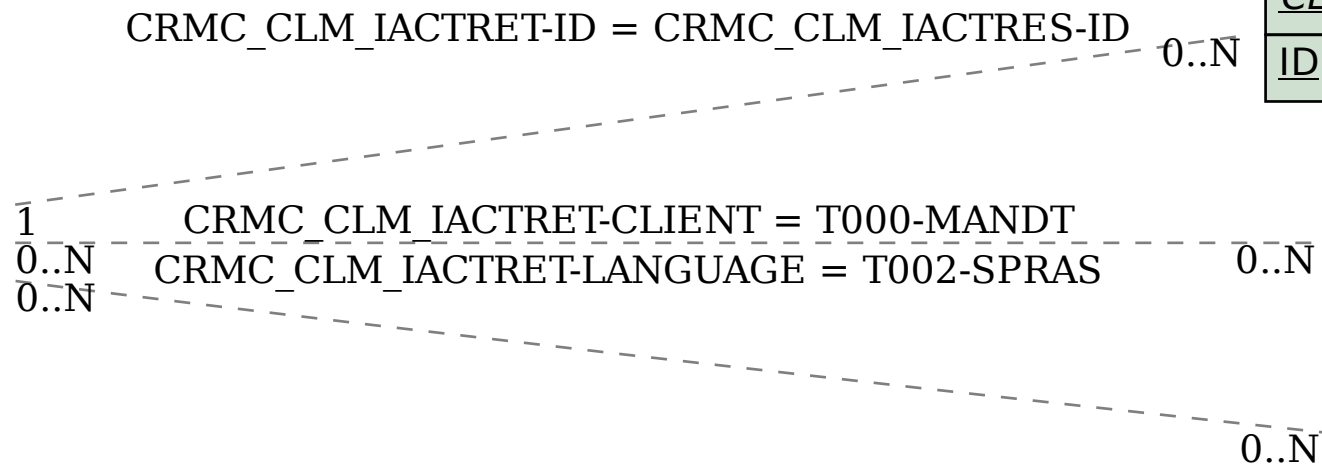 CRMC_CLM_IACTRET-ID = CRMC_CLM_IACTRES-ID
0..N
ID
1
CRMC_CLM_IACTRET-CLIENT = T000-MANDT
0..N
0..N
CRMC_CLM_IACTRET-LANGUAGE = T002-SPRAS
0..N
0..N